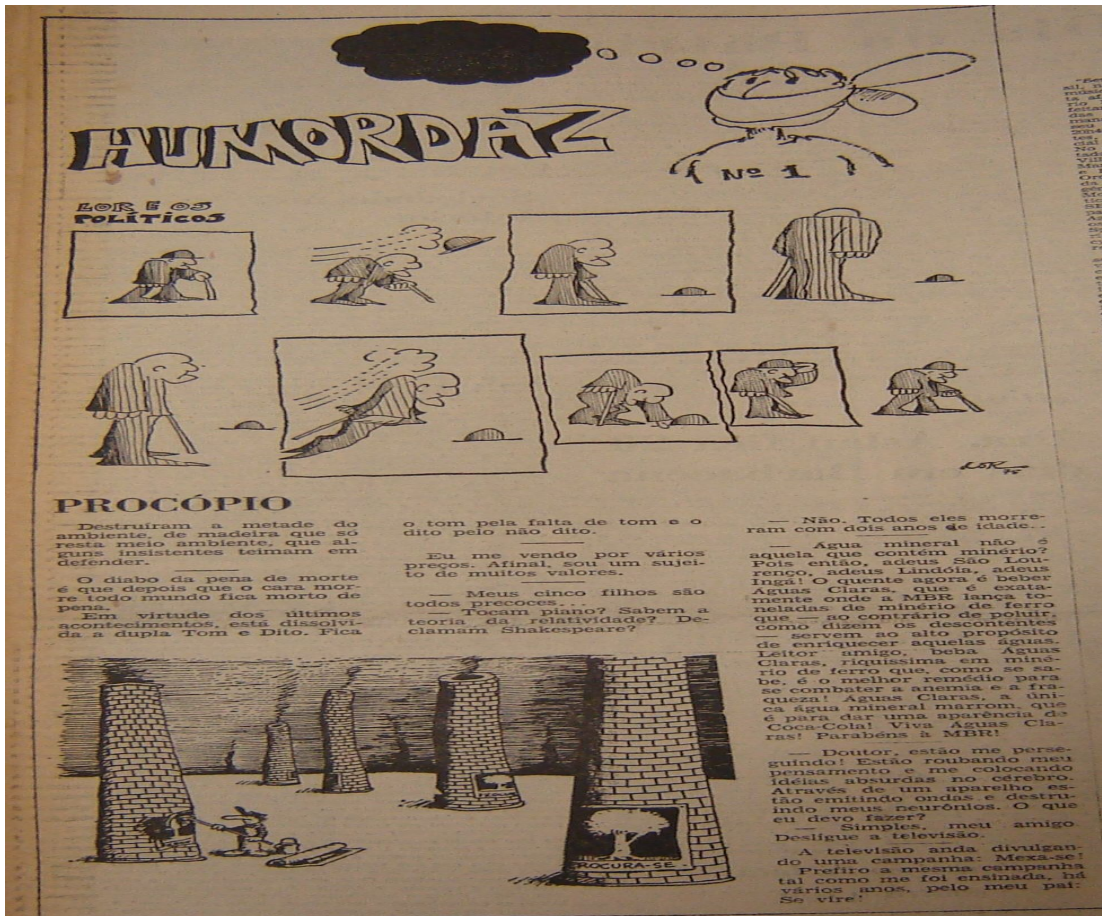 HUMORDAZ
Nº 1
LOR E OS
POLÍTICOS
LOR
75
PROCÓPIO
— Destruíram a metade do
ambiente, de madeira que só
resta meio ambiente, que al-
guns insistentes teimam em
defender.
O diabo da pena de morte
é que depois que o cara mor-
re todo mundo fica morto de
pena.
Em virtude dos últimos
acontecimentos, está dissolvi-
da a dupla Tom e Dito. Fica
o tom pela falta de tom e o
dito pelo não dito.
Eu me vendo por vários
preços. Afinal, sou um sujei-
to de muitos valores.
— Meus cinco filhos são
todos precoces...
— Tocam piano? Sabem a
teoria da relatividade? De-
clamam Shakespeare?
— Não. Todos eles morre-
ram com dois anos de idade..
— Água mineral não é
aquela que contém minério?
Pois então, adeus São Lou-
renço, adeus Lindóia, adeus
Ingá! O quente agora é beber
Águas Claras, que é exata-
mente onde a MBR lança to-
neladas de minério de ferro
que — ao contrário de poluir,
como dizem os descontentes
— servem ao alto propósito
de enriquecer aquelas águas.
Leitor amigo, beba Águas
Claras, riquíssima em miné-
rio de ferro que, como se sa-
be, é o melhor remédio para
se combater a anemia e a fra-
queza! Águas Claras, a úni-
ca água mineral marrom, que
é para dar uma aparência de
Coca-Cola! Viva Águas Cla-
ras! Parabéns à MBR!
— Doutor, estão me perse-
guindo! Estão roubando meu
pensamento e me colocando
idéias absurdas no cérebro.
Através de um aparelho es-
tão emitindo ondas e destru-
indo meus neurônios. O que
eu devo fazer?
— Simples, meu amigo
Desligue a televisão.
A televisão anda divulgan-
do uma campanha: Mexa-se!
Prefiro a mesma campanha
tal como me foi ensinada, há
vários anos, pelo meu pai:
Se vire!
PROCURA-SE